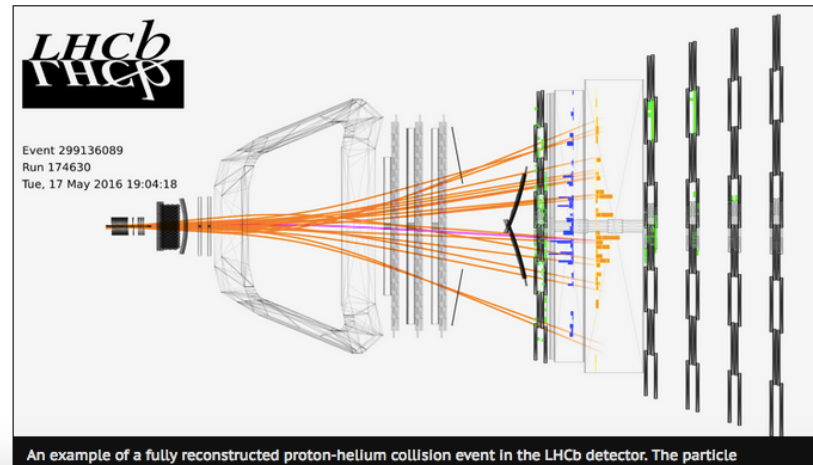 LHCb
LHCb
Event 299136089
Run 174630
Tue, 17 May 2016 19:04:18
An example of a fully reconstructed proton-helium collision event in the LHCb detector. The particle